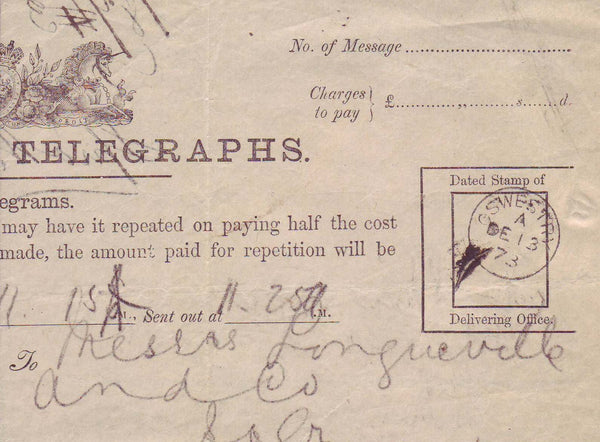 No. of Message
Charges to pay } £ ,, s. d.
TELEGRAPHS.
Dated Stamp of
OSWESTRY
A
DE 13
73
egrams.
may have it repeated on paying half the cost
made, the amount paid for repetition will be
11.15 M., Sent out at 11.25 .M.
Delivering Office.
To Messrs Longueville
and Co
Solr